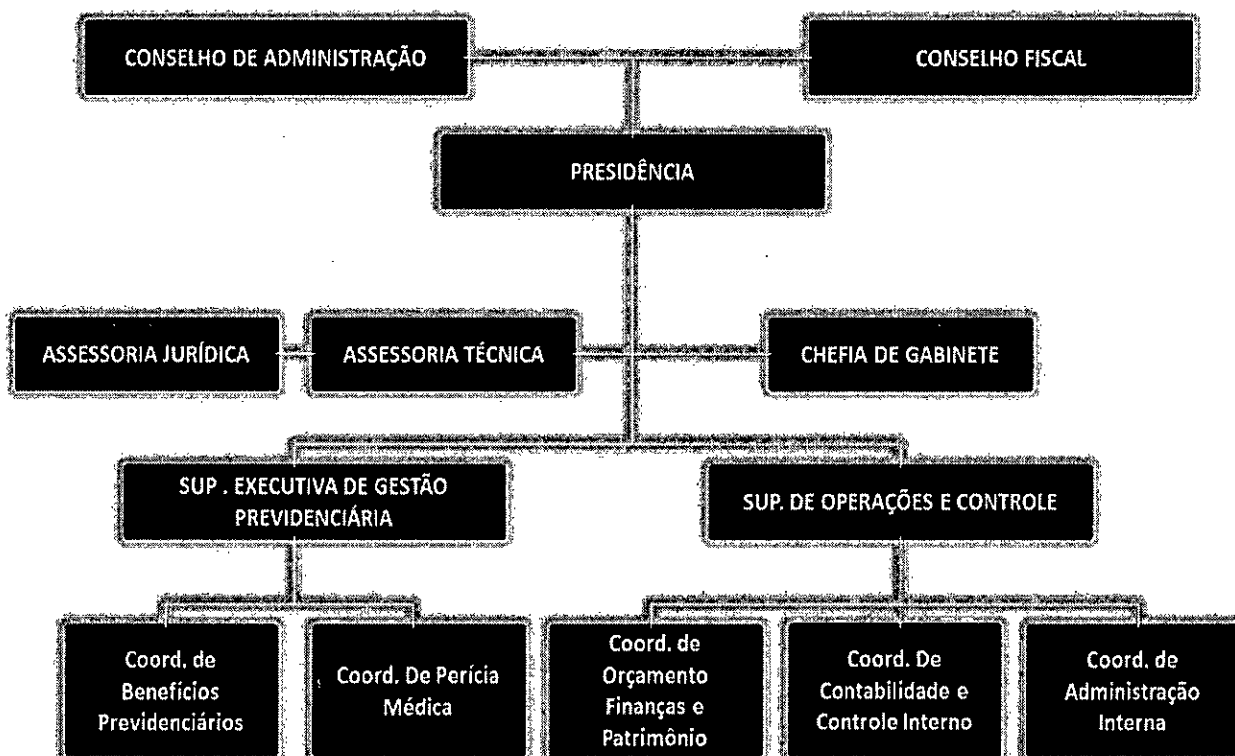 CONSELHO DE ADMINISTRAÇÃO
CONSELHO FISCAL
PRESIDÊNCIA
ASSESSORIA JURÍDICA
ASSESSORIA TÉCNICA
CHEFIA DE GABINETE
SUP . EXECUTIVA DE GESTÃO
PREVIDENCIÁRIA
SUP. DE OPERAÇÕES E CONTROLE
Coord. de
Benefícios
Previdenciários
Coord. De Perícia
Médica
Coord. de
Orçamento
Finanças e
Patrimônio
Coord. De
Contabilidade e
Controle Interno
Coord. de
Administração
Interna